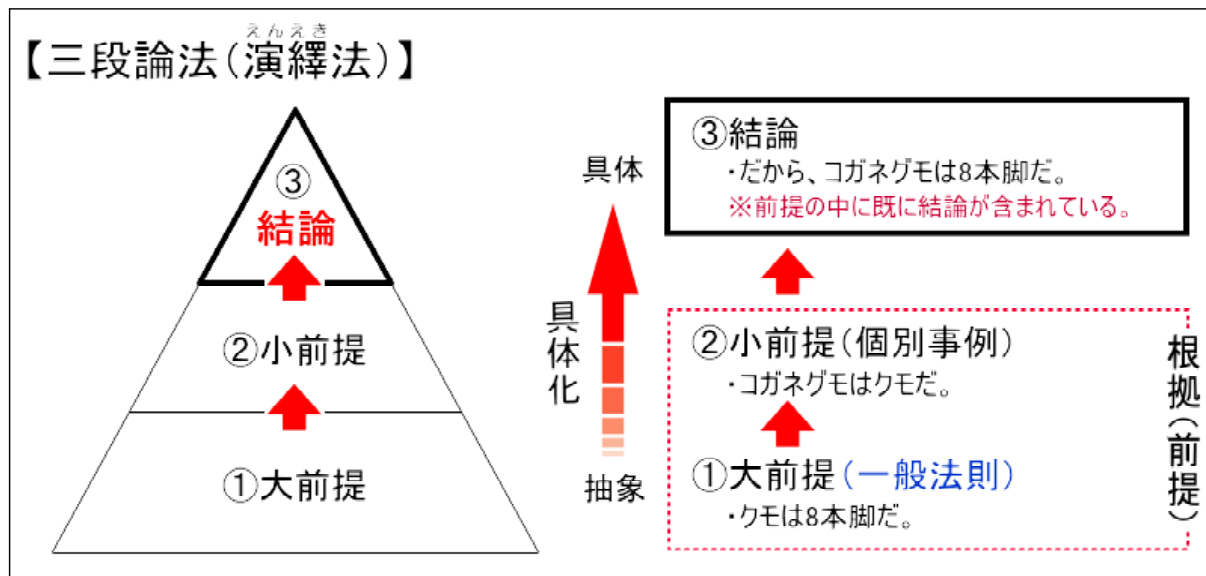 えんえき
【三段論法（演繹法）】
③
結論
②小前提
①大前提
具体
具体化
抽象
③結論
・だから、コガネグモは8本脚だ。
※前提の中に既に結論が含まれている。
②小前提（個別事例）
・コガネグモはクモだ。
①大前提（一般法則）
・クモは8本脚だ。
根拠（前提）